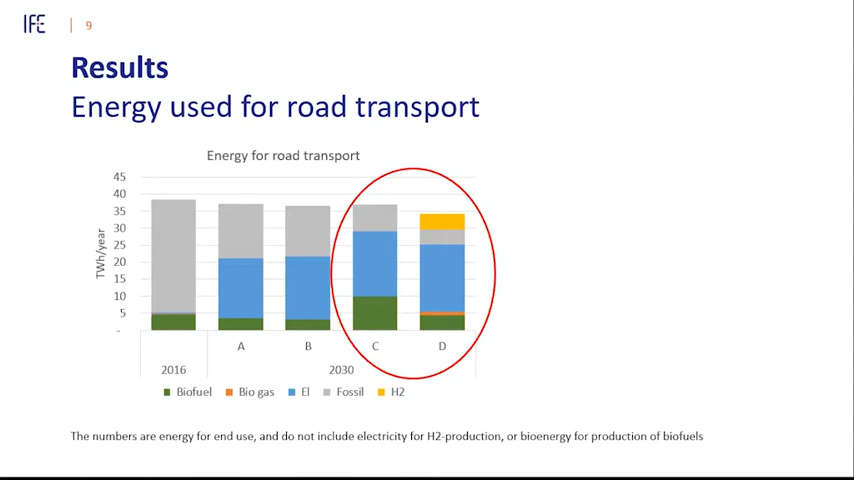 IFE | 9
Results
Energy used for road transport
Energy for road transport
TWh/year
45
40
35
30
25
20
15
10
5
-
A B C D
2016 2030
Biofuel Bio gas El Fossil H2
The numbers are energy for end use, and do not include electricity for H2-production, or bioenergy for production of biofuels